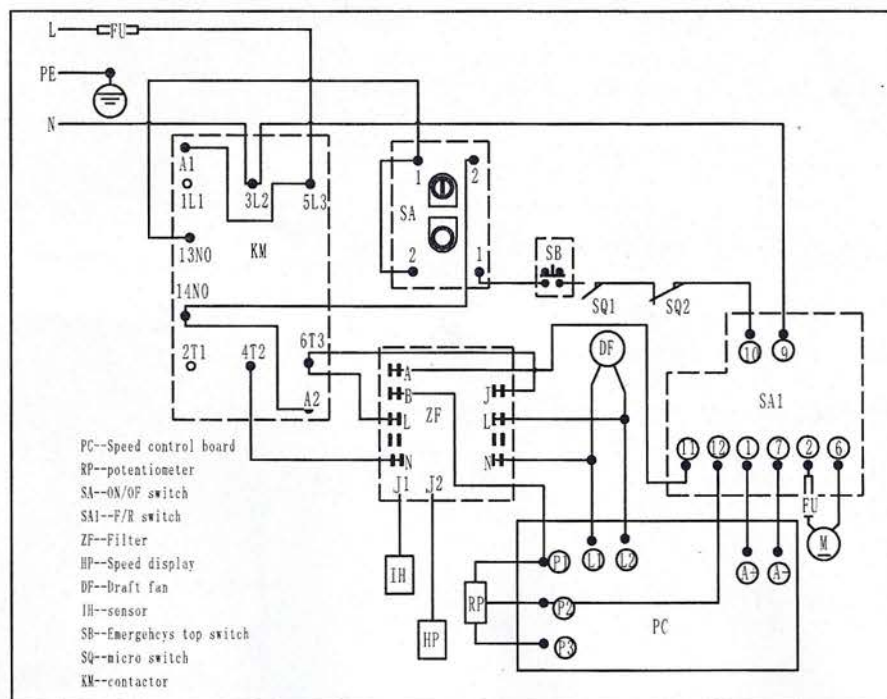 L FU
PE
N
A1
1L1 3L2 5L3
KM
13NO
14NO
2T1 4T2 6T3
A2
1 2
SA
2 1
SB
SQ1 SQ2
DF
10 9
SA1
11 12 1 7 2 6
FU
M
A J
B
ZF
L L
N N
J1 J2
IH
HP
P1 L1 L2
A+ A-
RP P2
PC
P3
PC--Speed control board
RP--potentiometer
SA--ON/OF switch
SA1--F/R switch
ZF--Filter
HP--Speed display
DF--Draft fan
IH--sensor
SB--Emergehcys top switch
SQ--micro switch
KM--contactor